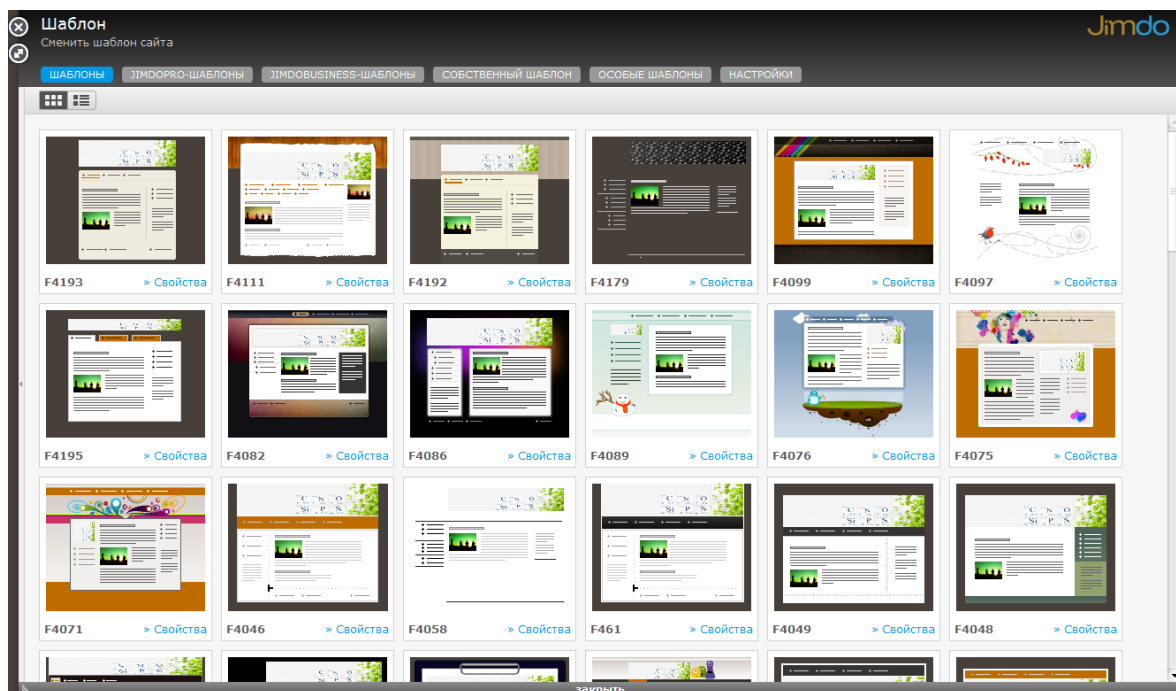 Шаблон
Jimdo
Сменить шаблон сайта
ШАБЛОНЫ JIMDOPRO-ШАБЛОНЫ JIMDOBUSINESS-ШАБЛОНЫ СОБСТВЕННЫЙ ШАБЛОН ОСОБЫЕ ШАБЛОНЫ НАСТРОЙКИ
F4193 » Свойства F4111 » Свойства F4192 » Свойства F4179 » Свойства F4099 » Свойства F4097 » Свойства
F4195 » Свойства F4082 » Свойства F4086 » Свойства F4089 » Свойства F4076 » Свойства F4075 » Свойства
F4071 » Свойства F4046 » Свойства F4058 » Свойства F461 » Свойства F4049 » Свойства F4048 » Свойства
закрыть